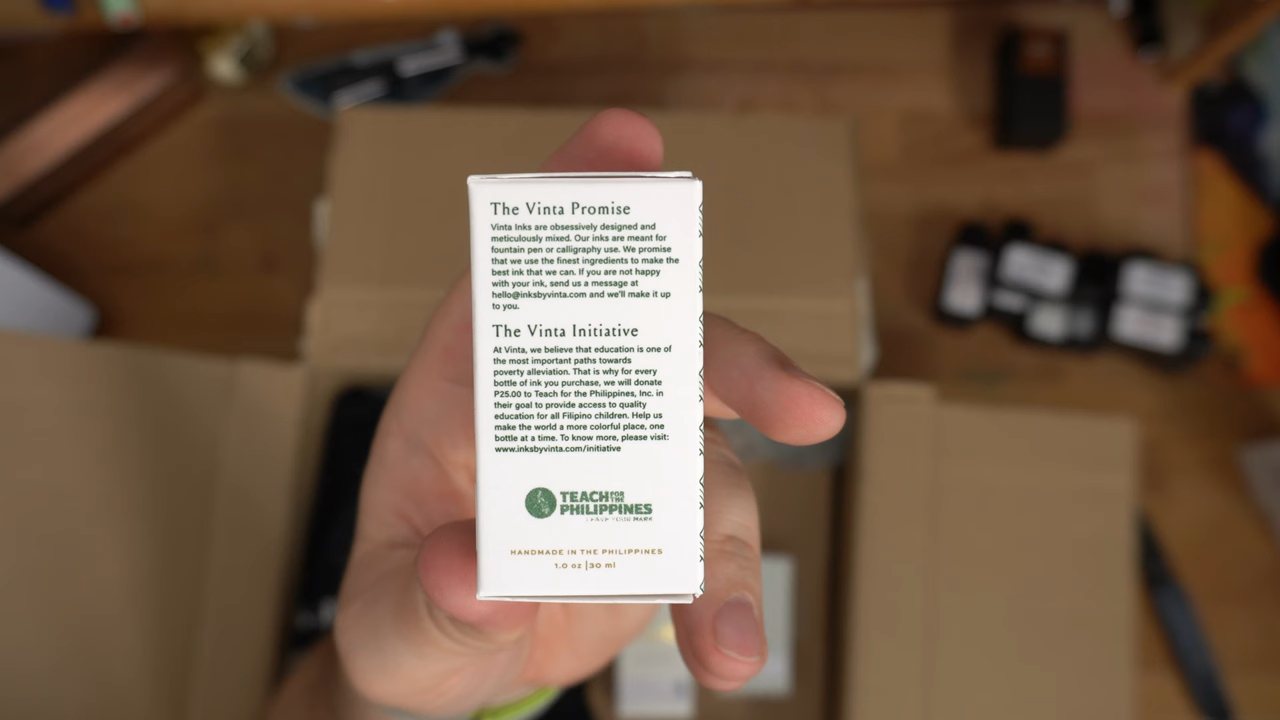 The Vinta Promise
Vinta Inks are obsessively designed and
meticulously mixed. Our inks are meant for
fountain pen or calligraphy use. We promise
that we use the finest ingredients to make the
best ink that we can. If you are not happy
with your ink, send us a message at
hello@inksbyvinta.com and we'll make it up
to you.
The Vinta Initiative
At Vinta, we believe that education is one of
the most important paths towards
poverty alleviation. That is why for every
bottle of ink you purchase, we will donate
P25.00 to Teach for the Philippines, Inc. in
their goal to provide access to quality
education for all Filipino children. Help us
make the world a more colorful place, one
bottle at a time. To know more, please visit:
www.inksbyvinta.com/initiative
TEACH FOR THE
PHILIPPINES
LEAVE YOUR MARK
HANDMADE IN THE PHILIPPINES
1.0 oz | 30 ml